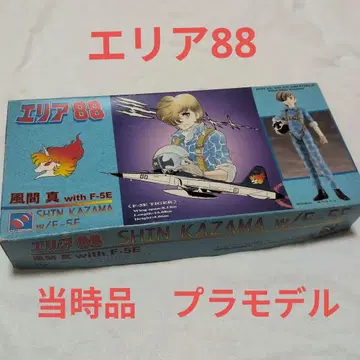 エリア88
エリア88
風間 真 with F-5E
SHIN KAZAMA
w/F-5E
<F-5E TIGER>
エリア88
風間 真 with F-5E
SHIN KAZAMA w/F-5E
当時品 プラモデル